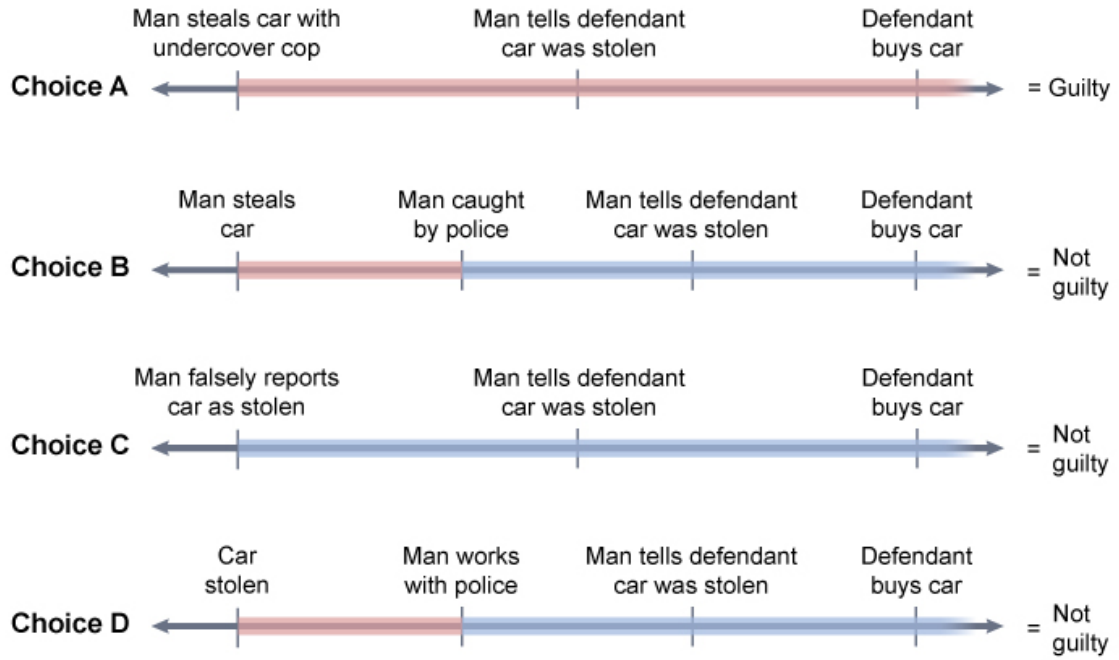 Man steals car with
undercover cop
Man tells defendant
car was stolen
Defendant
buys car
Choice A
= Guilty
Man steals
car
Man caught
by police
Man tells defendant
car was stolen
Defendant
buys car
Choice B
= Not
guilty
Man falsely reports
car as stolen
Man tells defendant
car was stolen
Defendant
buys car
Choice C
= Not
guilty
Car
stolen
Man works
with police
Man tells defendant
car was stolen
Defendant
buys car
Choice D
= Not
guilty